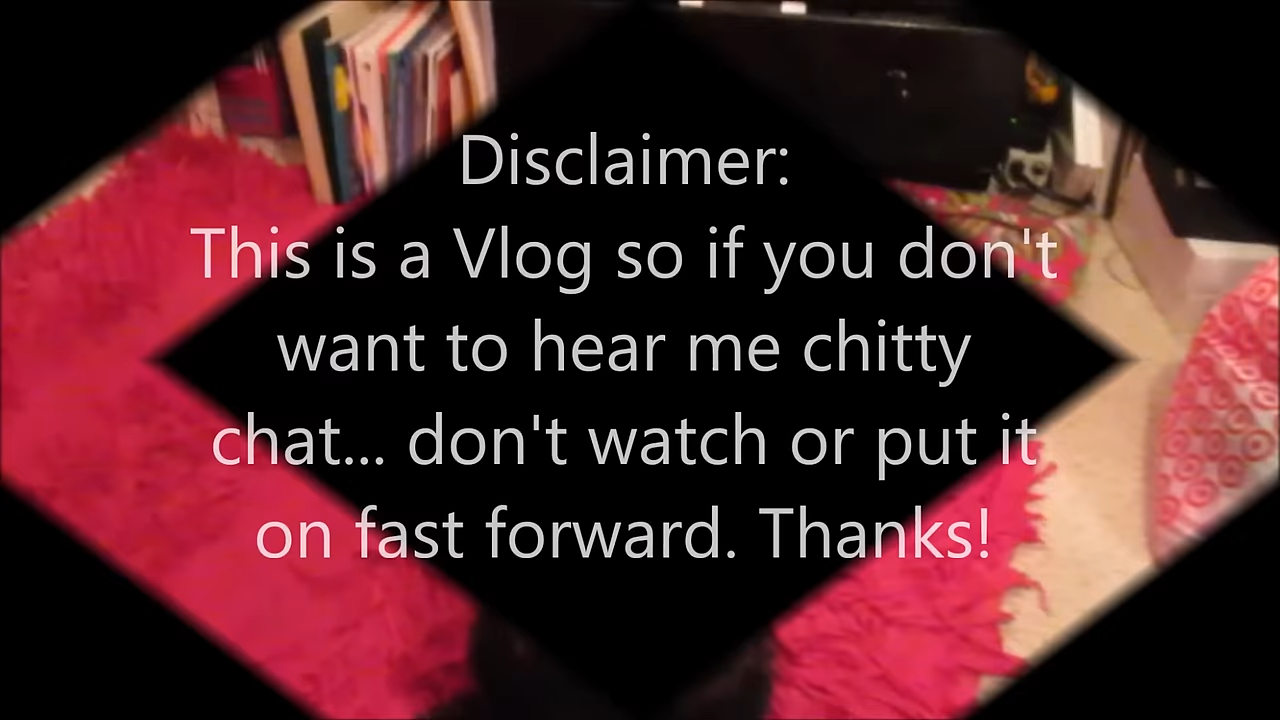 Disclaimer:
This is a Vlog so if you don't
want to hear me chitty
chat... don't watch or put it
on fast forward. Thanks!